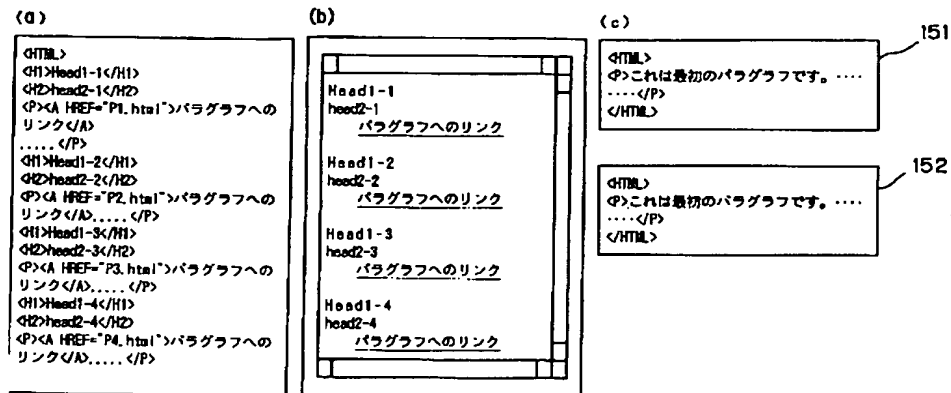 (a)
<HTML>
<H1>Head1-1</H1>
<H2>head2-1</H2>
<P><A HREF="P1.html">パラグラフへの
リンク</A>
.....</P>
<H1>Head1-2</H1>
<H2>head2-2</H2>
<P><A HREF="P2.html">パラグラフへの
リンク</A>.....</P>
<H1>Head1-3</H1>
<H2>head2-3</H2>
<P><A HREF="P3.html">パラグラフへの
リンク</A>.....</P>
<H1>Head1-4</H1>
<H2>head2-4</H2>
<P><A HREF="P4.html">パラグラフへの
リンク</A>.....</P>
(b)
Head1-1
head2-1
パラグラフへのリンク
Head1-2
head2-2
パラグラフへのリンク
Head1-3
head2-3
パラグラフへのリンク
Head1-4
head2-4
パラグラフへのリンク
(c)
151
<HTML>
<P>これは最初のパラグラフです。‥‥
‥‥</P>
</HTML>
152
<HTML>
<P>これは最初のパラグラフです。‥‥
‥‥</P>
</HTML>